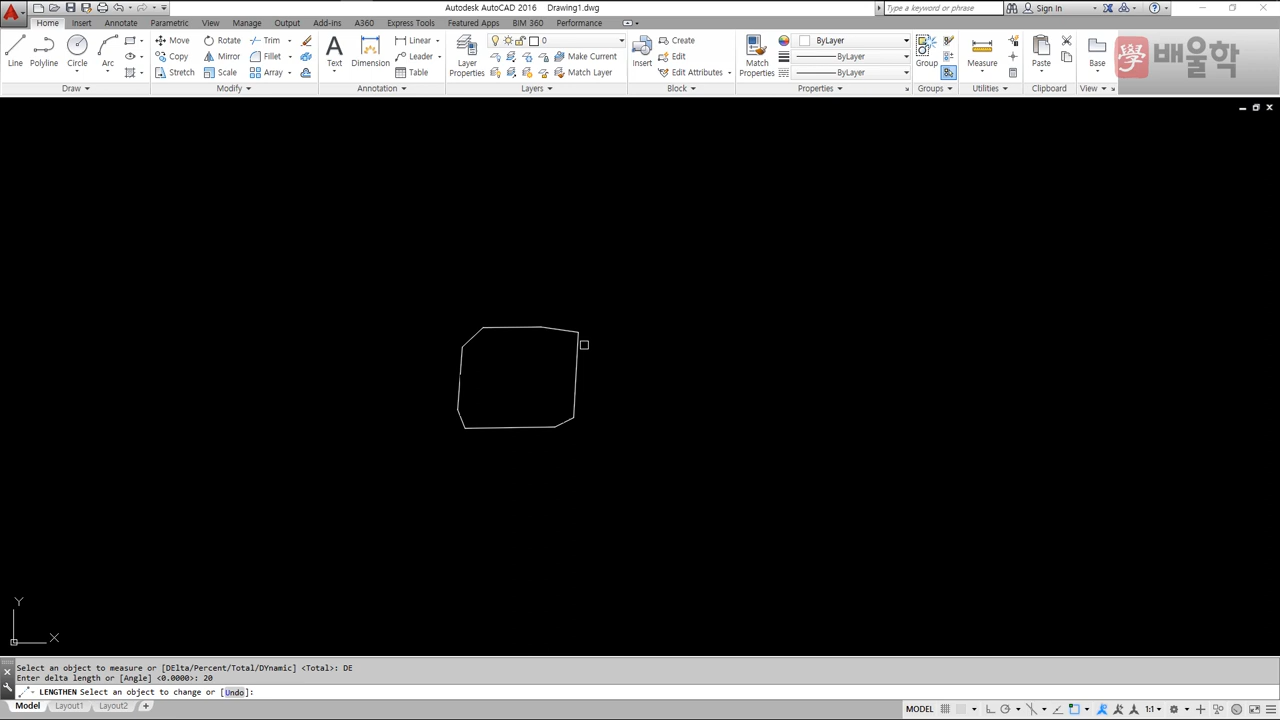 Autodesk AutoCAD 2016 Drawing1.dwg
Type a keyword or phrase
Sign In
Home Insert Annotate Parametric View Manage Output Add-ins A360 Express Tools Featured Apps BIM 360 Performance
Line
Polyline
Circle
Arc
Move
Copy
Stretch
Rotate
Mirror
Scale
Trim
Fillet
Array
Text
Dimension
Linear
Leader
Table
Layer
Properties
0
Make Current
Match Layer
Insert
Create
Edit
Edit Attributes
Match
Properties
ByLayer
ByLayer
ByLayer
Group
Measure
Paste
Base
學 배울학
Draw Modify Annotation Layers Block Properties Groups Utilities Clipboard View
Y
X
Select an object to measure or [DElta/Percent/Total/DYnamic] <Total>: DE
Enter delta length or [Angle] <0.0000>: 20
LENGTHEN Select an object to change or [Undo]:
Model Layout1 Layout2 +
MODEL
1:1